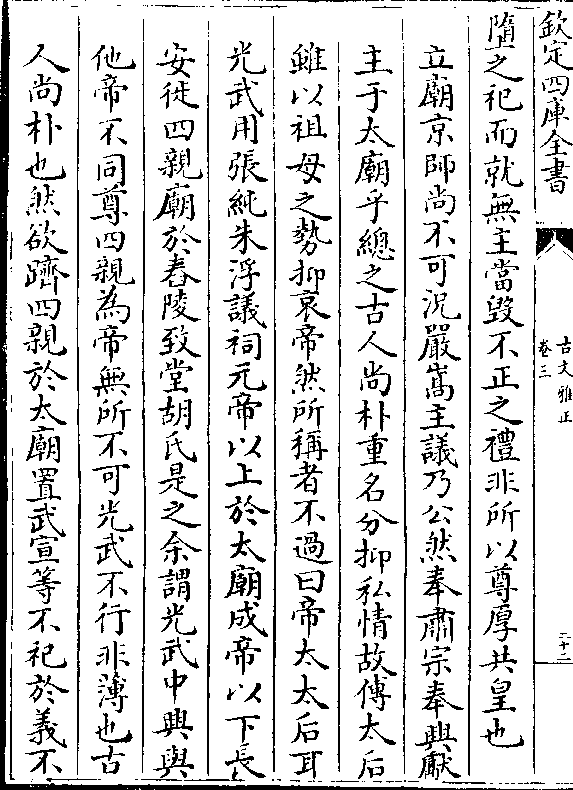 欽定四庫全書
古文雅正
卷三
二十二
墮之祀而就無主當毀不正之禮非所以尊厚共皇也
立廟京師尚不可況嚴嵩主議乃公然奉肅宗奉興獻
主于太廟乎總之古人尚朴重名分抑私情故傅太后
雖以祖母之勢抑哀帝然所稱者不過曰帝太太后耳
光武用張純朱浮議祠元帝以上於太廟成帝以下長
安徙四親廟於舂陵致堂胡氏是之余謂光武中興與
他帝不同尊四親為帝無所不可光武不行非薄也古
人尚朴也然欲躋四親於太廟置武宣等不祀於義不